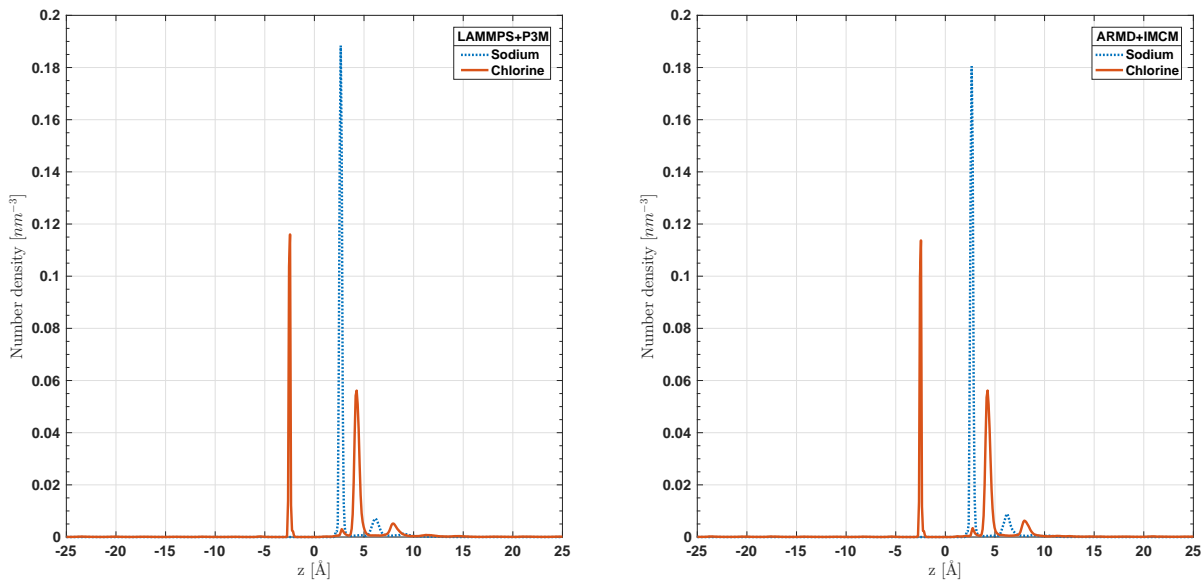 LAMMPS+P3M
Sodium
Chlorine
0.2
0.18
0.16
0.14
0.12
0.1
0.08
0.06
0.04
0.02
0
Number density [nm⁻³]
-25 -20 -15 -10 -5 0 5 10 15 20 25
z [Å]
ARMD+IMCM
Sodium
Chlorine
0.2
0.18
0.16
0.14
0.12
0.1
0.08
0.06
0.04
0.02
0
Number density [nm⁻³]
-25 -20 -15 -10 -5 0 5 10 15 20 25
z [Å]